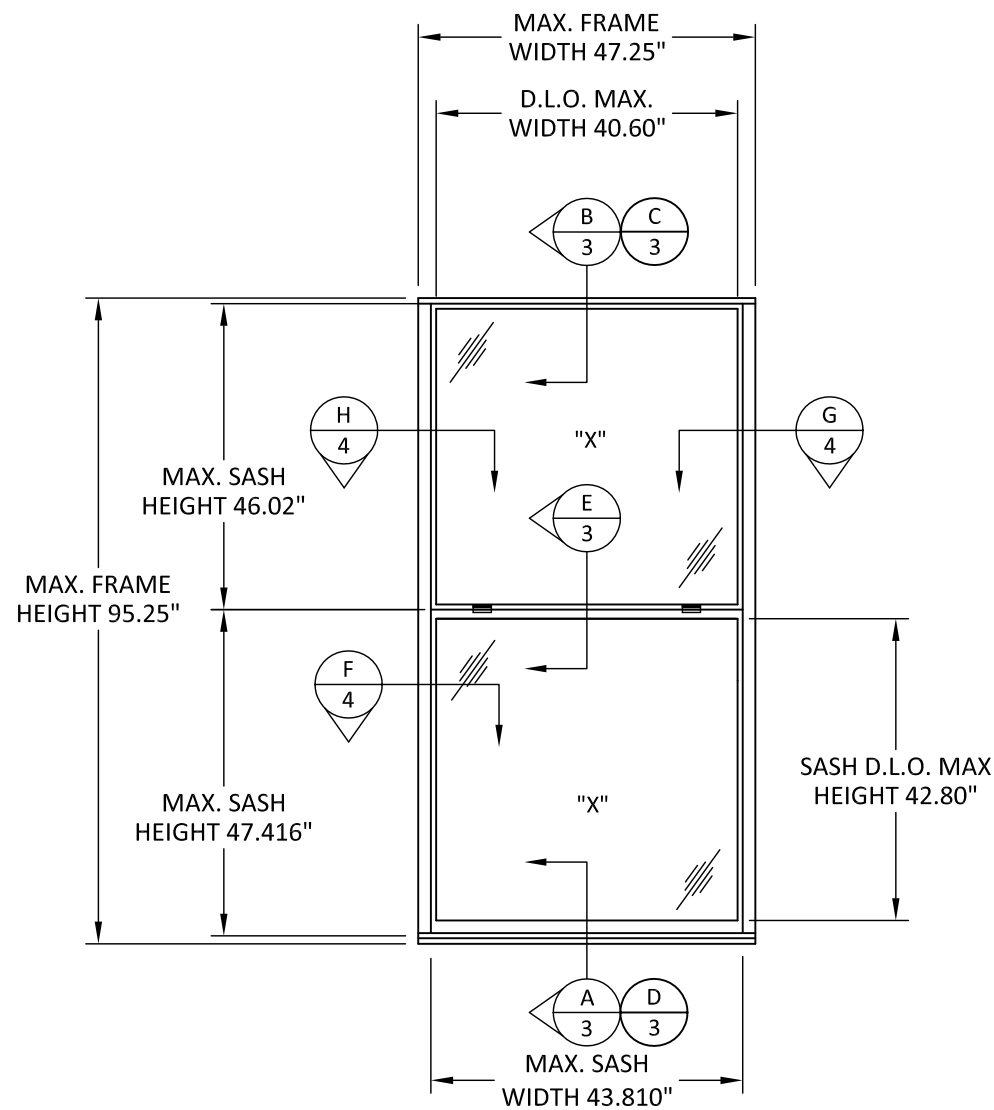 MAX. FRAME
WIDTH 47.25"
D.L.O. MAX.
WIDTH 40.60"
B
3
C
3
H
4
"X"
G
4
MAX. SASH
HEIGHT 46.02"
E
3
MAX. FRAME
HEIGHT 95.25"
F
4
SASH D.L.O. MAX
HEIGHT 42.80"
MAX. SASH
HEIGHT 47.416"
"X"
A
3
D
3
MAX. SASH
WIDTH 43.810"